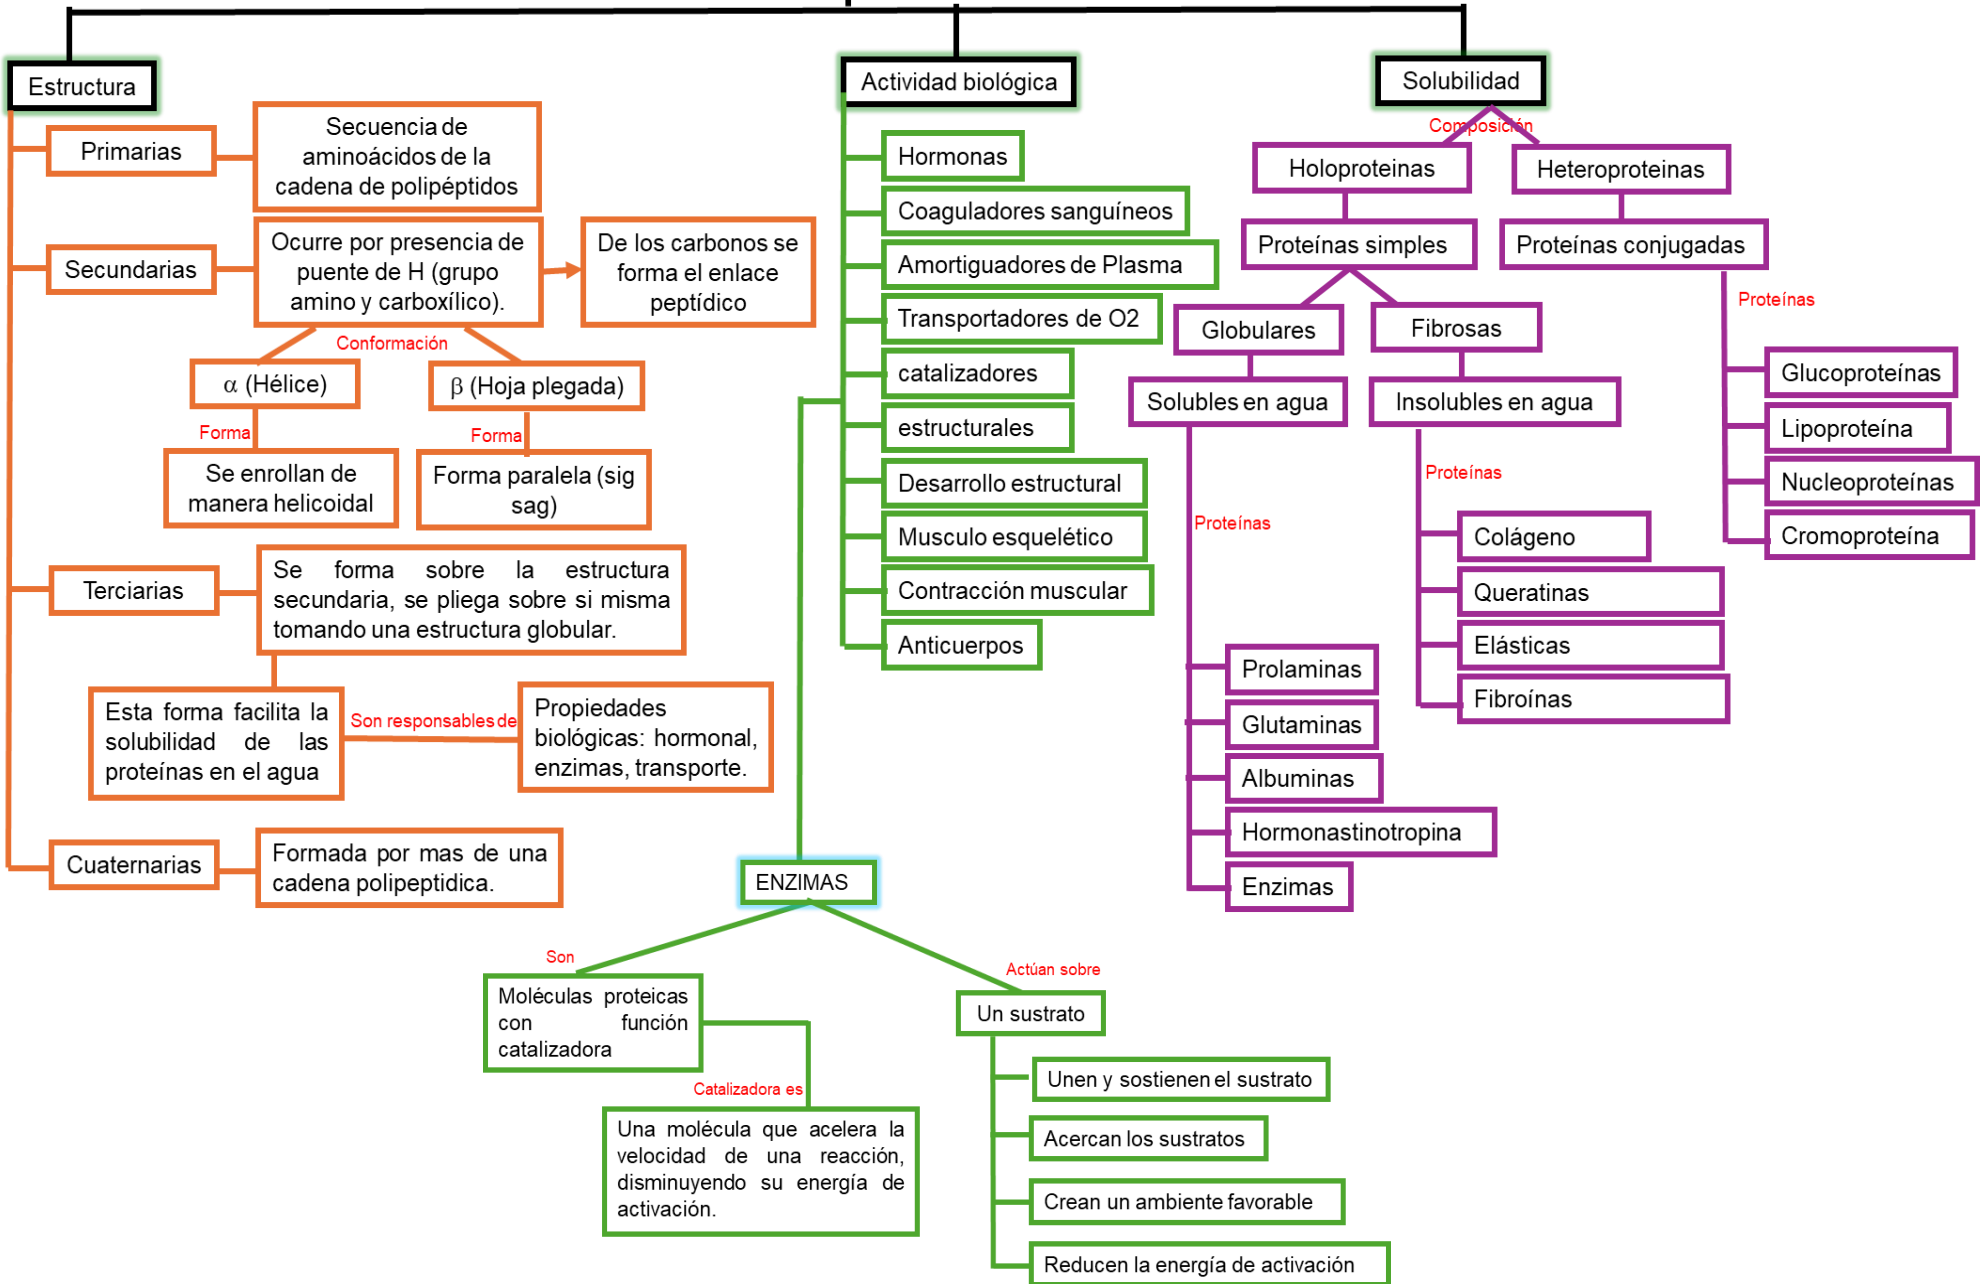 Estructura
Primarias
Secuencia de
aminoácidos de la
cadena de polipéptidos
Secundarias
Ocurre por presencia de
puente de H (grupo
amino y carboxílico).
De los carbonos se
forma el enlace
peptídico
Conformación
α (Hélice)
β (Hoja plegada)
Forma
Forma
Se enrollan de
manera helicoidal
Forma paralela (sig
sag)
Terciarias
Se forma sobre la estructura
secundaria, se pliega sobre si misma
tomando una estructura globular.
Esta forma facilita la
solubilidad de las
proteínas en el agua
Son responsables de
Propiedades
biológicas: hormonal,
enzimas, transporte.
Cuaternarias
Formada por mas de una
cadena polipeptidica.
Actividad biológica
Hormonas
Coaguladores sanguíneos
Amortiguadores de Plasma
Transportadores de O2
catalizadores
estructurales
Desarrollo estructural
Musculo esquelético
Contracción muscular
Anticuerpos
ENZIMAS
Son
Moléculas proteicas
con función
catalizadora
Catalizadora es
Una molécula que acelera la
velocidad de una reacción,
disminuyendo su energía de
activación.
Actúan sobre
Un sustrato
Unen y sostienen el sustrato
Acercan los sustratos
Crean un ambiente favorable
Reducen la energía de activación
Solubilidad
Composición
Holoproteinas
Heteroproteinas
Proteínas simples
Proteínas conjugadas
Globulares
Fibrosas
Solubles en agua
Insolubles en agua
Proteínas
Prolaminas
Glutaminas
Albuminas
Hormonastinotropina
Enzimas
Proteínas
Colágeno
Queratinas
Elásticas
Fibroínas
Proteínas
Glucoproteínas
Lipoproteína
Nucleoproteínas
Cromoproteína